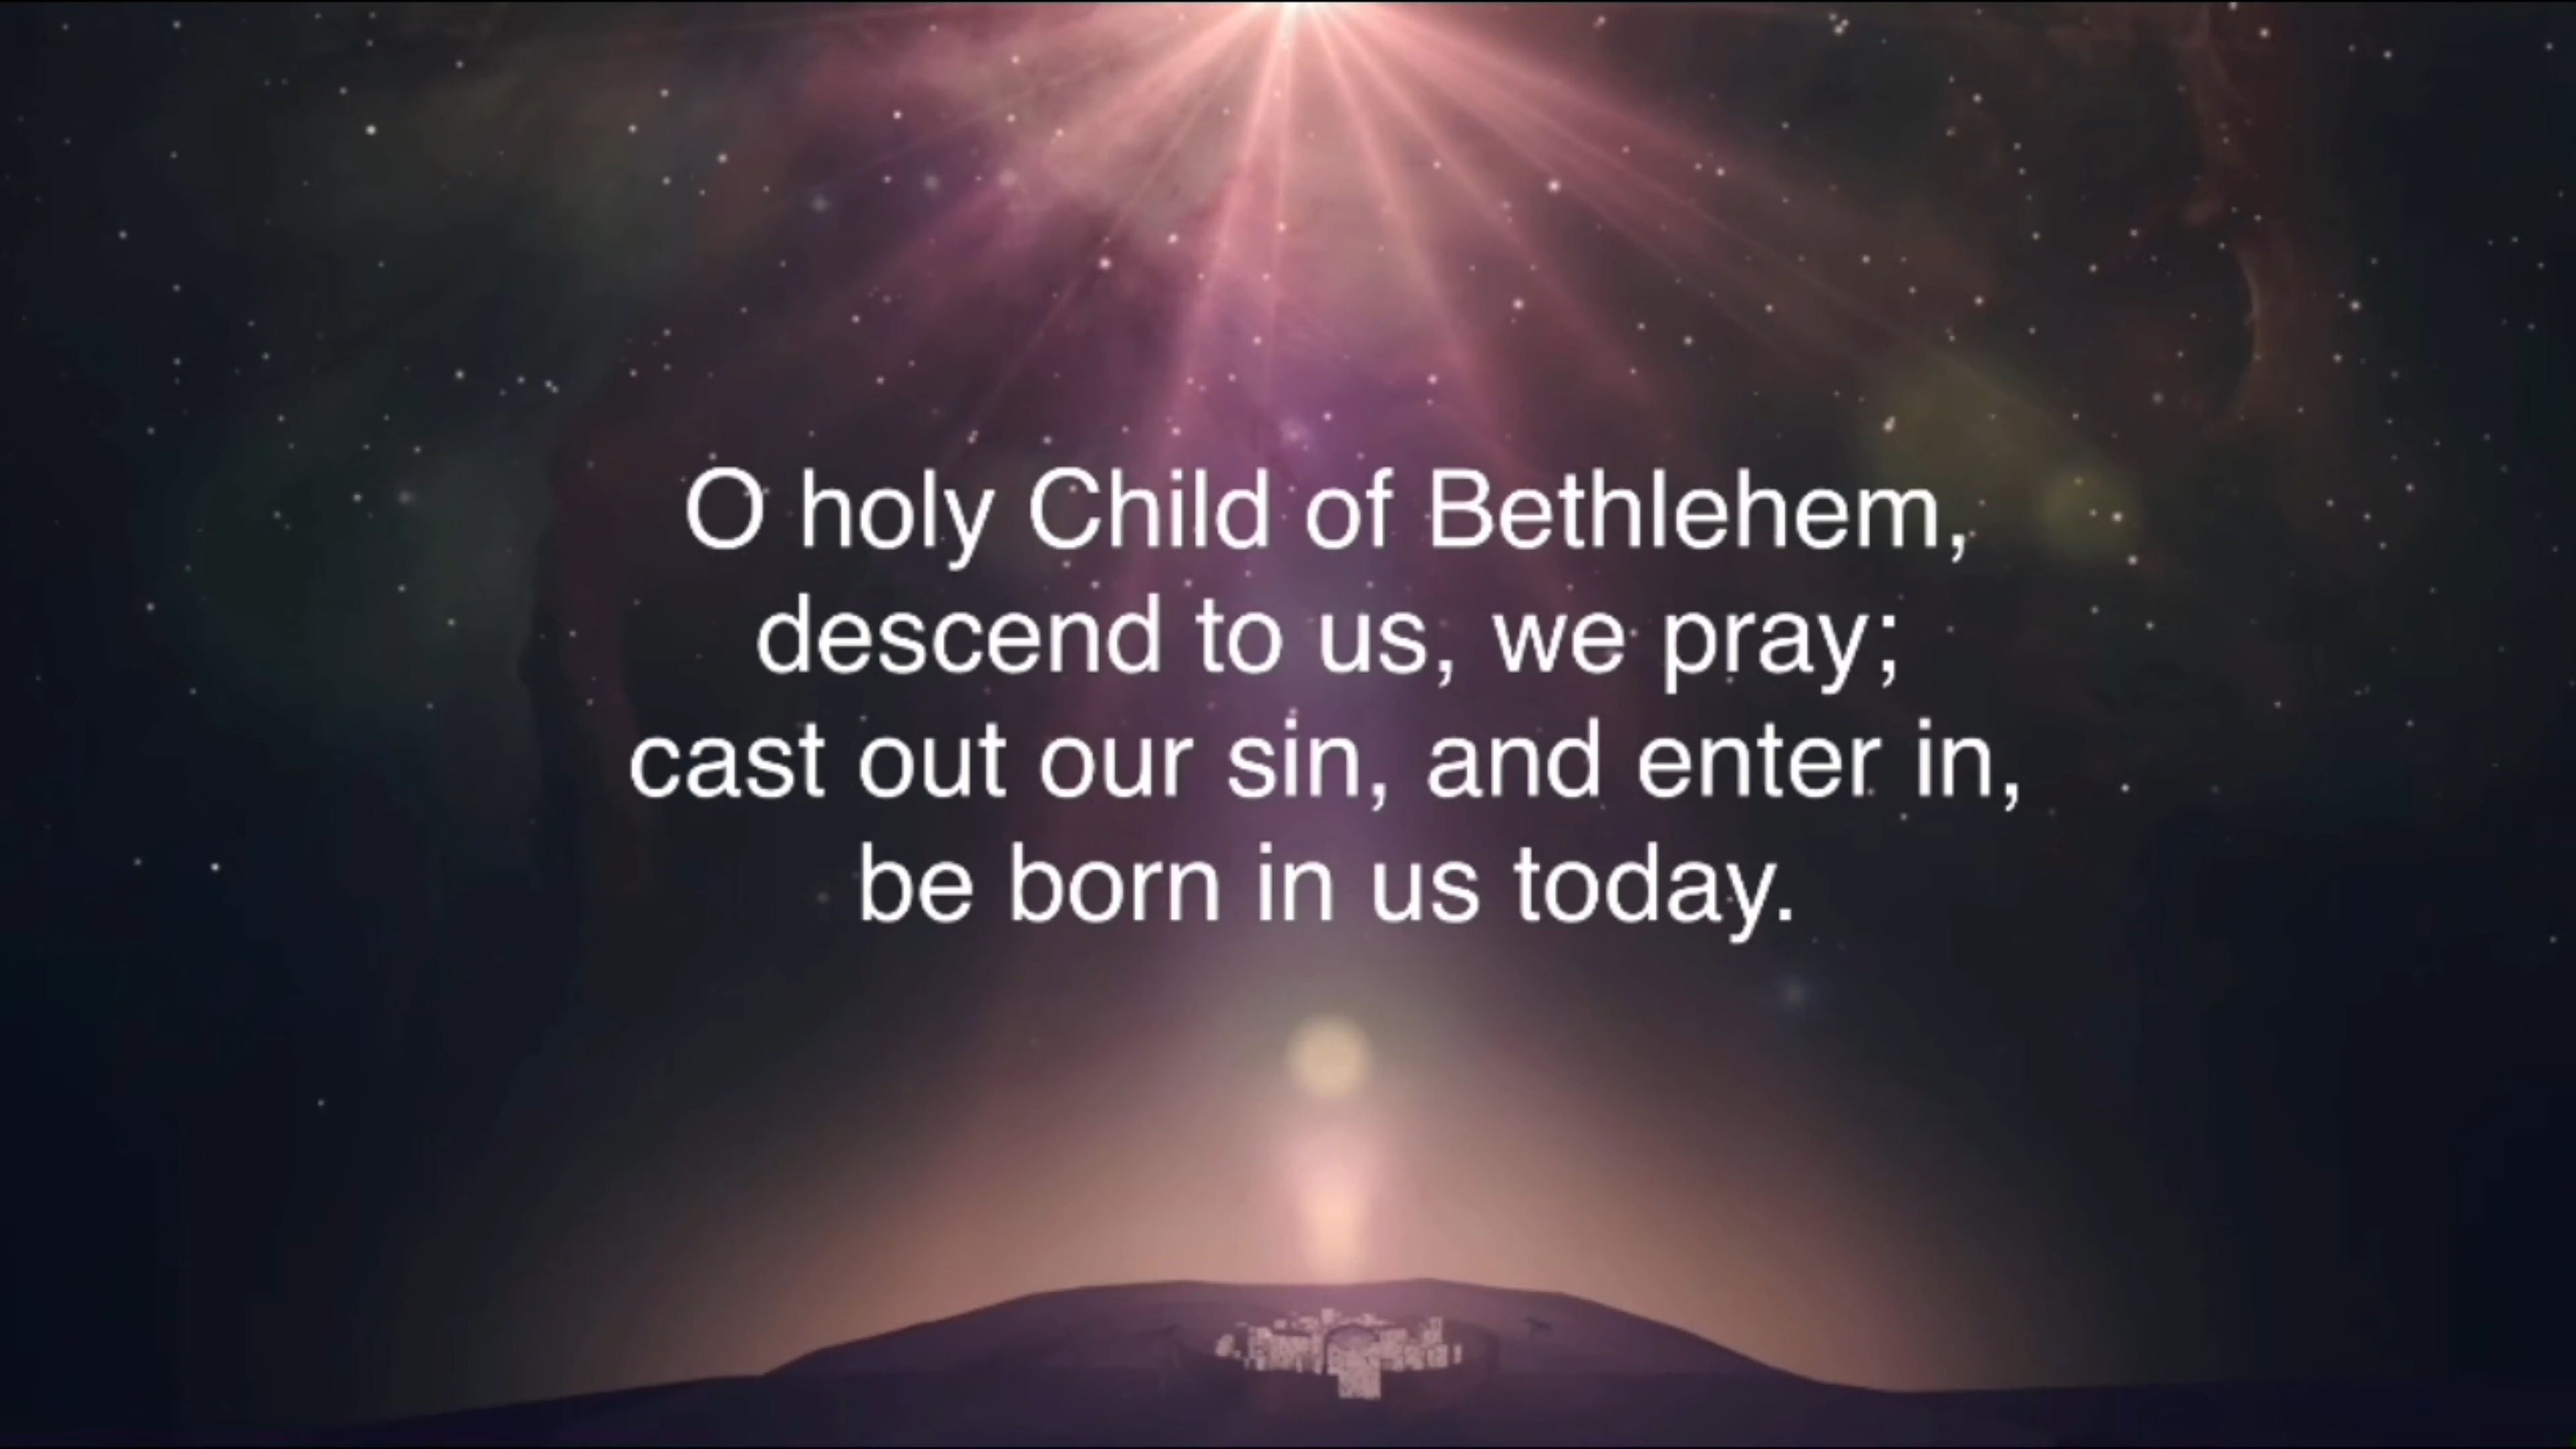 O holy Child of Bethlehem,
descend to us, we pray;
cast out our sin, and enter in,
be born in us today.